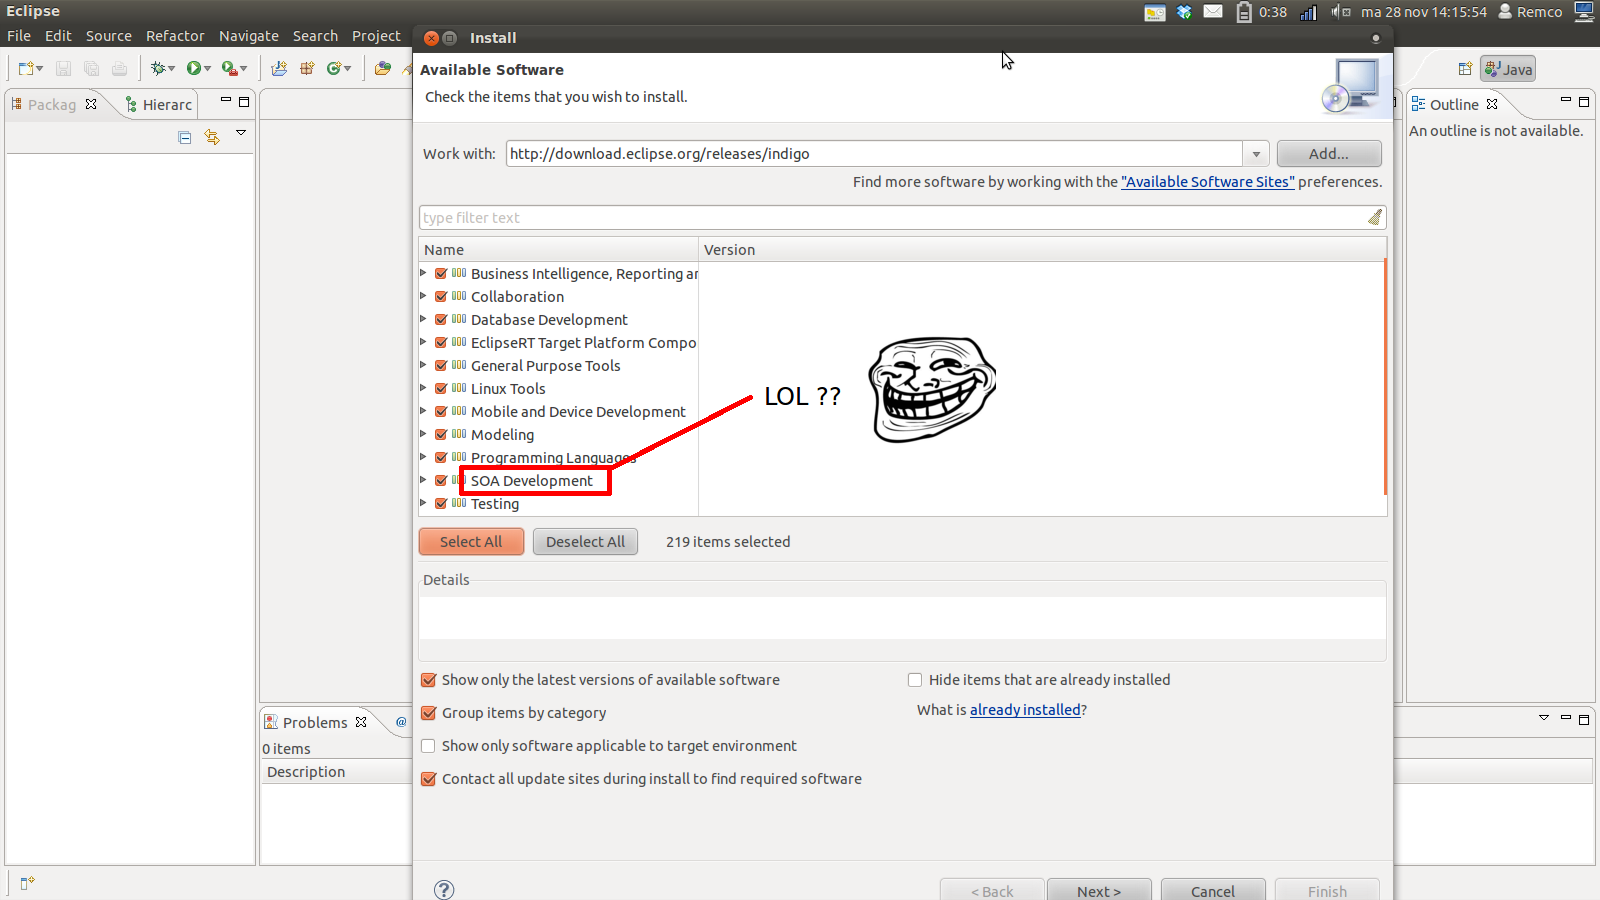 Eclipse
0:38
ma 28 nov 14:15:54
Remco
File Edit Source Refactor Navigate Search Project
Install
Available Software
Check the items that you wish to install.
Java
Packag
Hierarc
Outline
An outline is not available.
Work with:
http://download.eclipse.org/releases/indigo
Add...
Find more software by working with the "Available Software Sites" preferences.
type filter text
Name
Version
Business Intelligence, Reporting ar
Collaboration
Database Development
EclipseRT Target Platform Compo
General Purpose Tools
Linux Tools
Mobile and Device Development
Modeling
Programming Languages
SOA Development
Testing
LOL ??
Select All
Deselect All
219 items selected
Details
Show only the latest versions of available software
Hide items that are already installed
Group items by category
What is already installed?
Show only software applicable to target environment
Contact all update sites during install to find required software
Problems
@
0 items
Description
?
< Back
Next >
Cancel
Finish